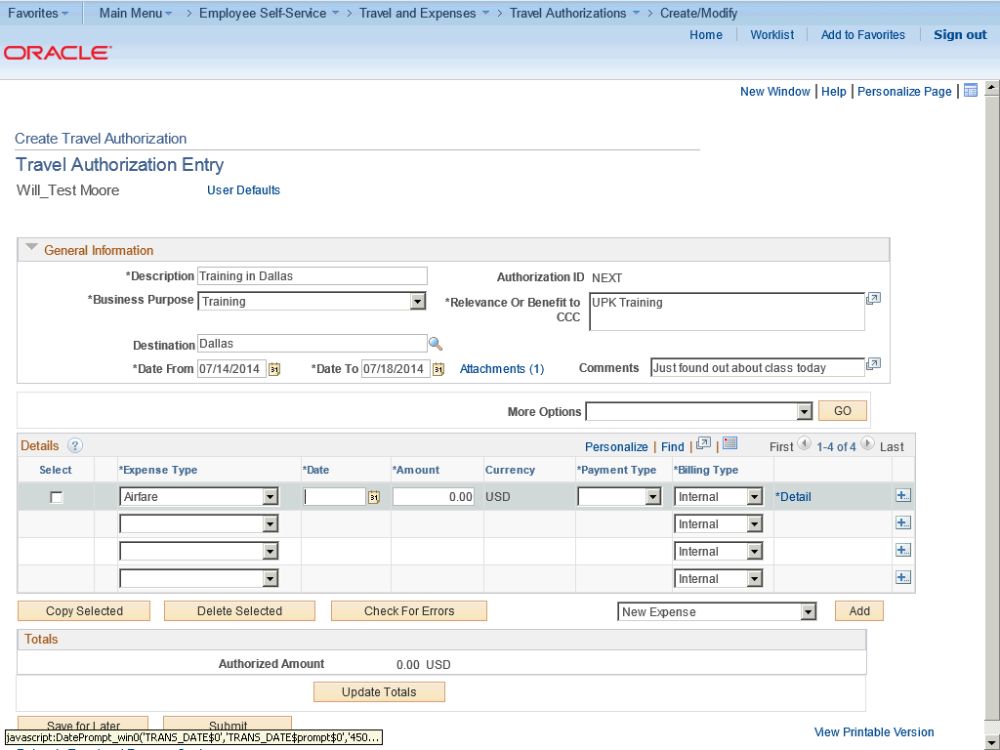 Favorites Main Menu > Employee Self-Service > Travel and Expenses > Travel Authorizations > Create/Modify
Home Worklist Add to Favorites Sign out
ORACLE
New Window | Help | Personalize Page |
Create Travel Authorization
Travel Authorization Entry
Will_Test Moore User Defaults
General Information
*Description Training in Dallas Authorization ID NEXT
*Business Purpose Training *Relevance Or Benefit to CCC UPK Training
Destination Dallas
*Date From 07/14/2014 31 *Date To 07/18/2014 31 Attachments (1) Comments Just found out about class today
More Options GO
Details ? Personalize | Find | | First 1-4 of 4 Last
Select *Expense Type *Date *Amount Currency *Payment Type *Billing Type
Airfare 31 0.00 USD Internal *Detail
Internal
Internal
Internal
Copy Selected Delete Selected Check For Errors New Expense Add
Totals
Authorized Amount 0.00 USD
Update Totals
Save for Later Submit
View Printable Version
javascript:DatePrompt_win0('TRANS_DATE$0','TRANS_DATE$prompt$0','450...